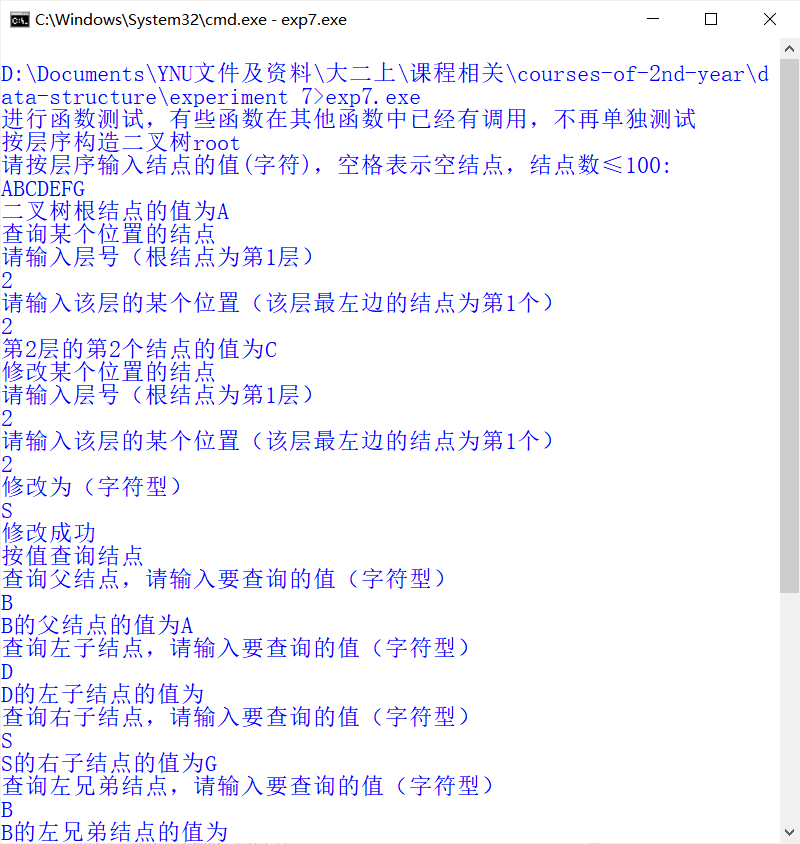 C:\Windows\System32\cmd.exe - exp7.exe
D:\Documents\YNU文件及资料\大二上\课程相关\courses-of-2nd-year\d
ata-structure\experiment 7>exp7.exe
进行函数测试，有些函数在其他函数中已经有调用，不再单独测试
按层序构造二叉树root
请按层序输入结点的值(字符)，空格表示空结点，结点数≤100:
ABCDEFG
二叉树根结点的值为A
查询某个位置的结点
请输入层号（根结点为第1层）
2
请输入该层的某个位置（该层最左边的结点为第1个）
2
第2层的第2个结点的值为C
修改某个位置的结点
请输入层号（根结点为第1层）
2
请输入该层的某个位置（该层最左边的结点为第1个）
2
修改为（字符型）
S
修改成功
按值查询结点
查询父结点，请输入要查询的值（字符型）
B
B的父结点的值为A
查询左子结点，请输入要查询的值（字符型）
D
D的左子结点的值为
查询右子结点，请输入要查询的值（字符型）
S
S的右子结点的值为G
查询左兄弟结点，请输入要查询的值（字符型）
B
B的左兄弟结点的值为